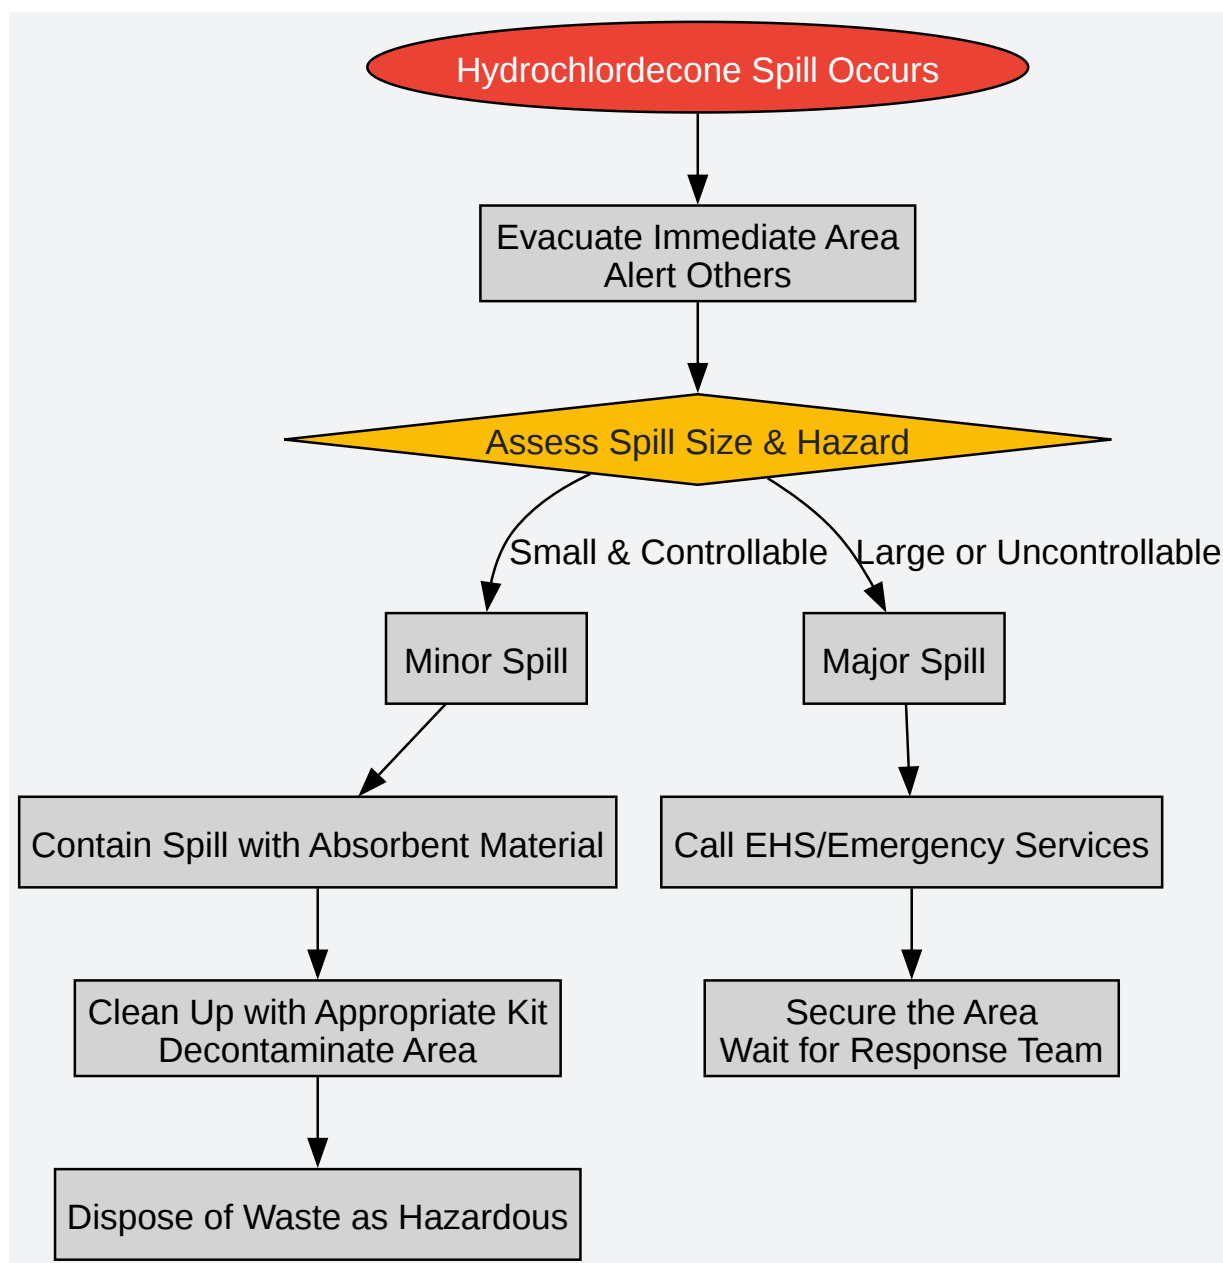 Hydrochlordecone Spill Occurs
Evacuate Immediate Area
Alert Others
Assess Spill Size & Hazard
Small & Controllable
Large or Uncontrollable
Minor Spill
Major Spill
Contain Spill with Absorbent Material
Call EHS/Emergency Services
Clean Up with Appropriate Kit
Decontaminate Area
Secure the Area
Wait for Response Team
Dispose of Waste as Hazardous